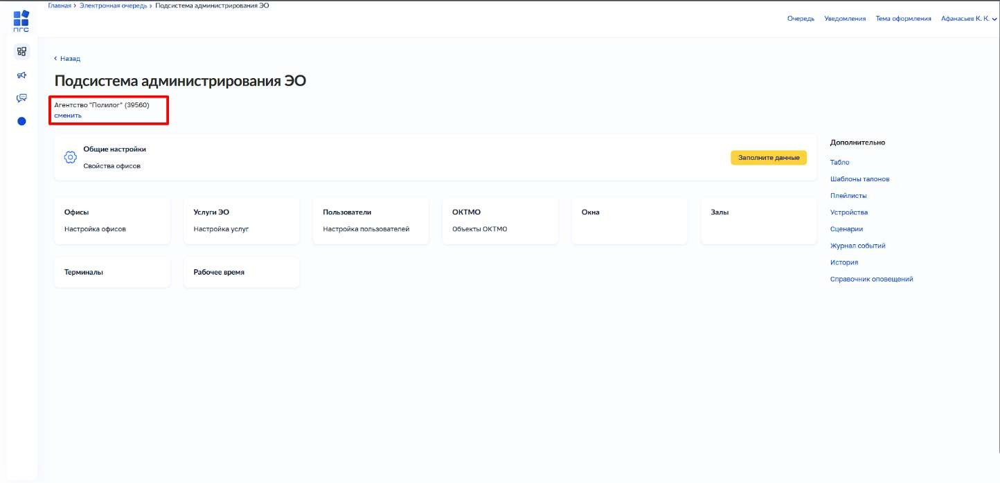 Главная › Электронная очередь › Подсистема администрирования ЭО
ПГС
Очередь Уведомления Тема оформления Афанасьев К. К.
‹ Назад
Подсистема администрирования ЭО
Агентство "Полилог" (39560)
сменить
Общие настройки
Свойства офисов
Заполните данные
Офисы
Настройка офисов
Услуги ЭО
Настройка услуг
Пользователи
Настройка пользователей
ОКТМО
Объекты ОКТМО
Окна
Залы
Терминалы
Рабочее время
Дополнительно
Табло
Шаблоны талонов
Плейлисты
Устройства
Сценарии
Журнал событий
История
Справочник оповещений